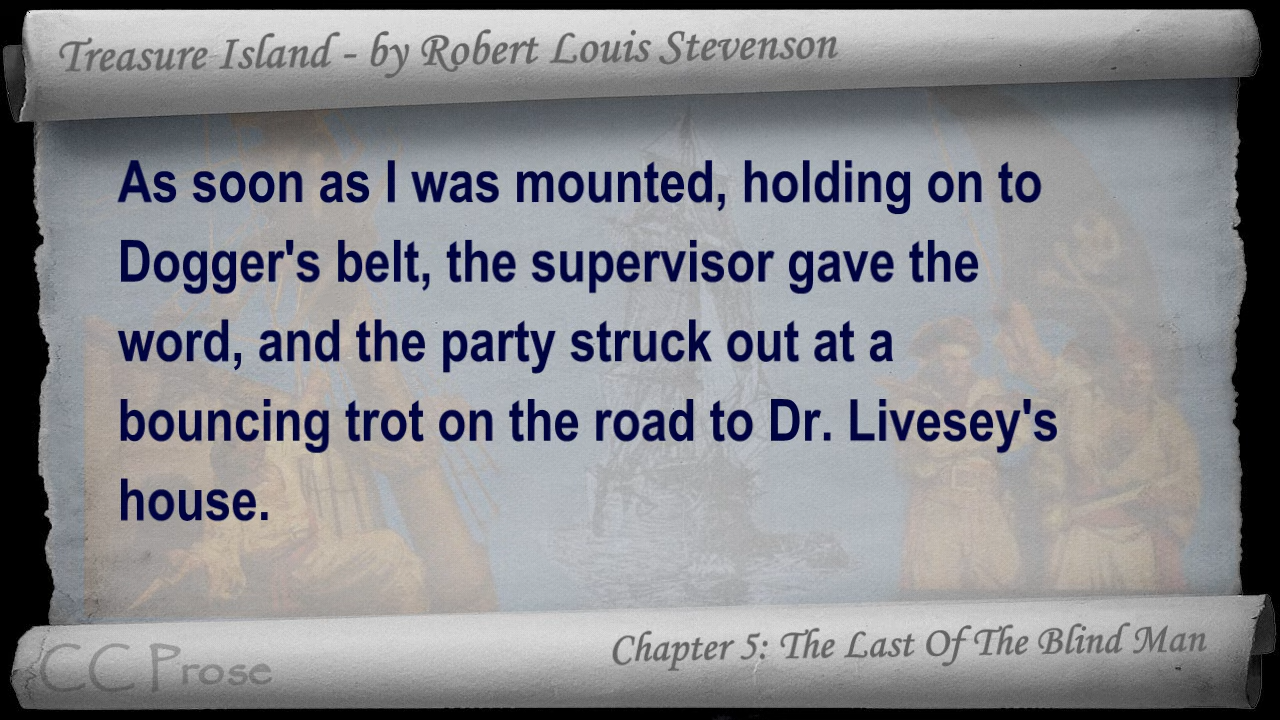 Treasure Island - by Robert Louis Stevenson
As soon as I was mounted, holding on to
Dogger's belt, the supervisor gave the
word, and the party struck out at a
bouncing trot on the road to Dr. Livesey's
house.
Chapter 5: The Last Of The Blind Man
CC Prose